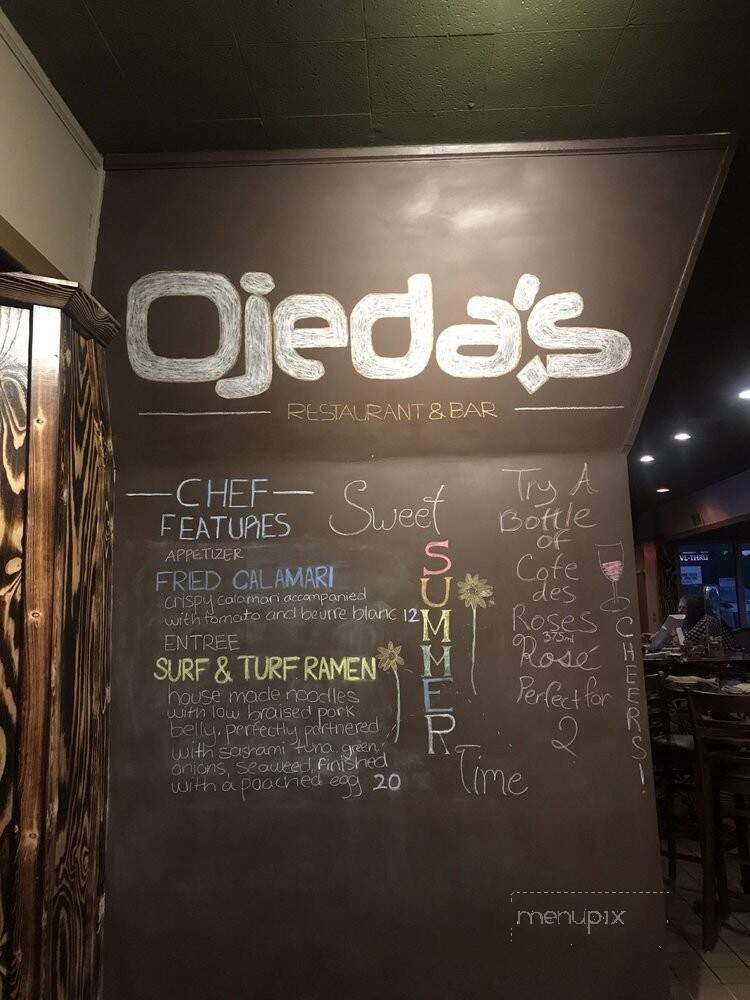 Ojeda's
RESTAURANT & BAR
CHEF
FEATURES
APPETIZER
FRIED CALAMARI
crispy calamari accompanied
with tomato and beurre blanc 12
ENTREE
SURF & TURF RAMEN
house made noodles
with low braised pork
belly, perfectly partnered
with sashami tuna, green
onions, seaweed, finished
with a poached egg 20
Sweet
SUMMER
Time
Try A
Bottle
of
Cote
des
Roses
375ml
Rosé
Perfect for
2
CHEERS!
menupix